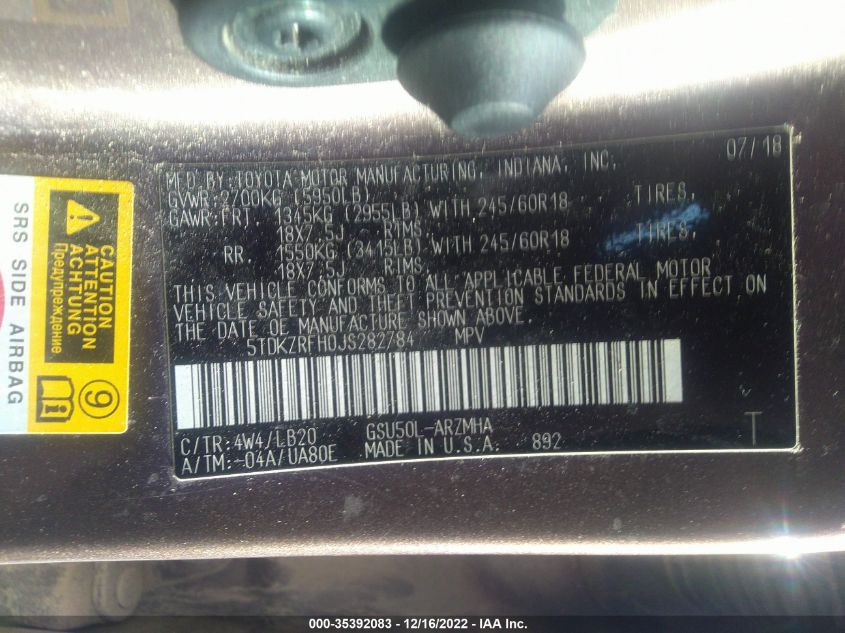 MFD.BY:TOYOTA MOTOR MANUFACTURING, INDIANA, INC. 07/18
GVWR:2700KG (5950LB)
GAWR:FRT. 1345KG (2955LB) WITH 245/60R18 TIRES,
18X7.5J RIMS,
RR. 1550KG (3415LB) WITH 245/60R18 TIRES,
18X7.5J RIMS,
THIS VEHICLE CONFORMS TO ALL APPLICABLE FEDERAL MOTOR
VEHICLE SAFETY AND THEFT PREVENTION STANDARDS IN EFFECT ON
THE DATE OF MANUFACTURE SHOWN ABOVE.
5TDKZRFH0JS282784 MPV
C/TR:4W4/LB20 GSU50L-ARZMHA
A/TM:-04A/UA80E MADE IN U.S.A. 892 T
CAUTION
ATTENTION
ACHTUNG
Предупреждение
SRS SIDE AIRBAG
i
9
000-35392083 - 12/16/2022 - IAA Inc.